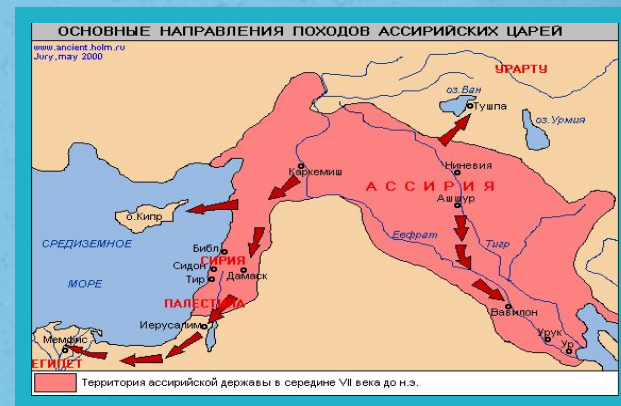 ОСНОВНЫЕ НАПРАВЛЕНИЯ ПОХОДОВ АССИРИЙСКИХ ЦАРЕЙ
www.ancient.holm.ru
Jury,may 2000
УРАРТУ
оз.Ван
Тушпа
оз.Урмия
Каркемиш
Ниневия
АССИРИЯ
Ашшур
о.Кипр
Евфрат
Тигр
СРЕДИЗЕМНОЕ
МОРЕ
Библ
СИРИЯ
Сидон
Дамаск
Тир
ПАЛЕСТИНА
Вавилон
Иерусалим
Урук
Ур
Мемфис
ЕГИПЕТ
Территория ассирийской державы в середине VII века до н.э.